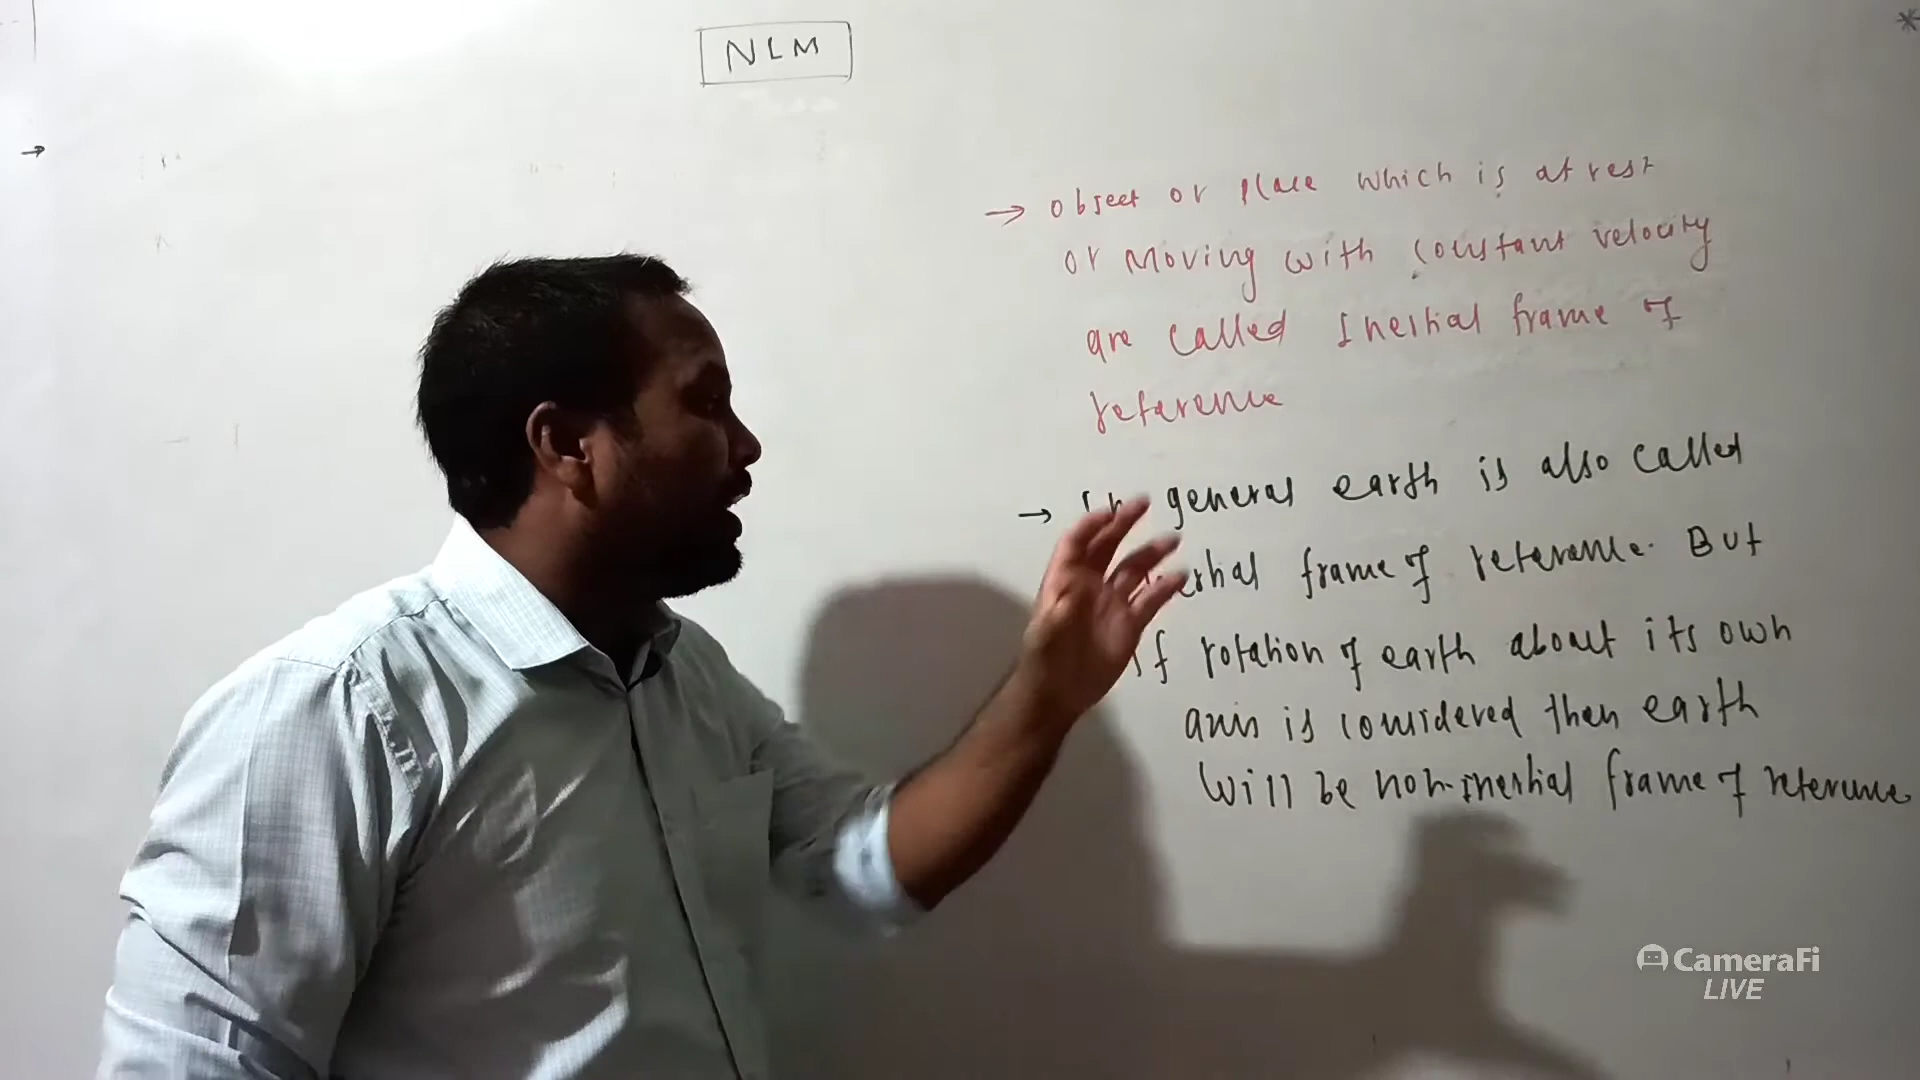 NLM
→ object or place which is at rest
or moving with constant velocity
are called Inertial frame of
reference
→ In general earth is also called
frame of reference. But
if rotation of earth about its own
axis is considered then earth
will be non-inertial frame of reference
CameraFi
LIVE